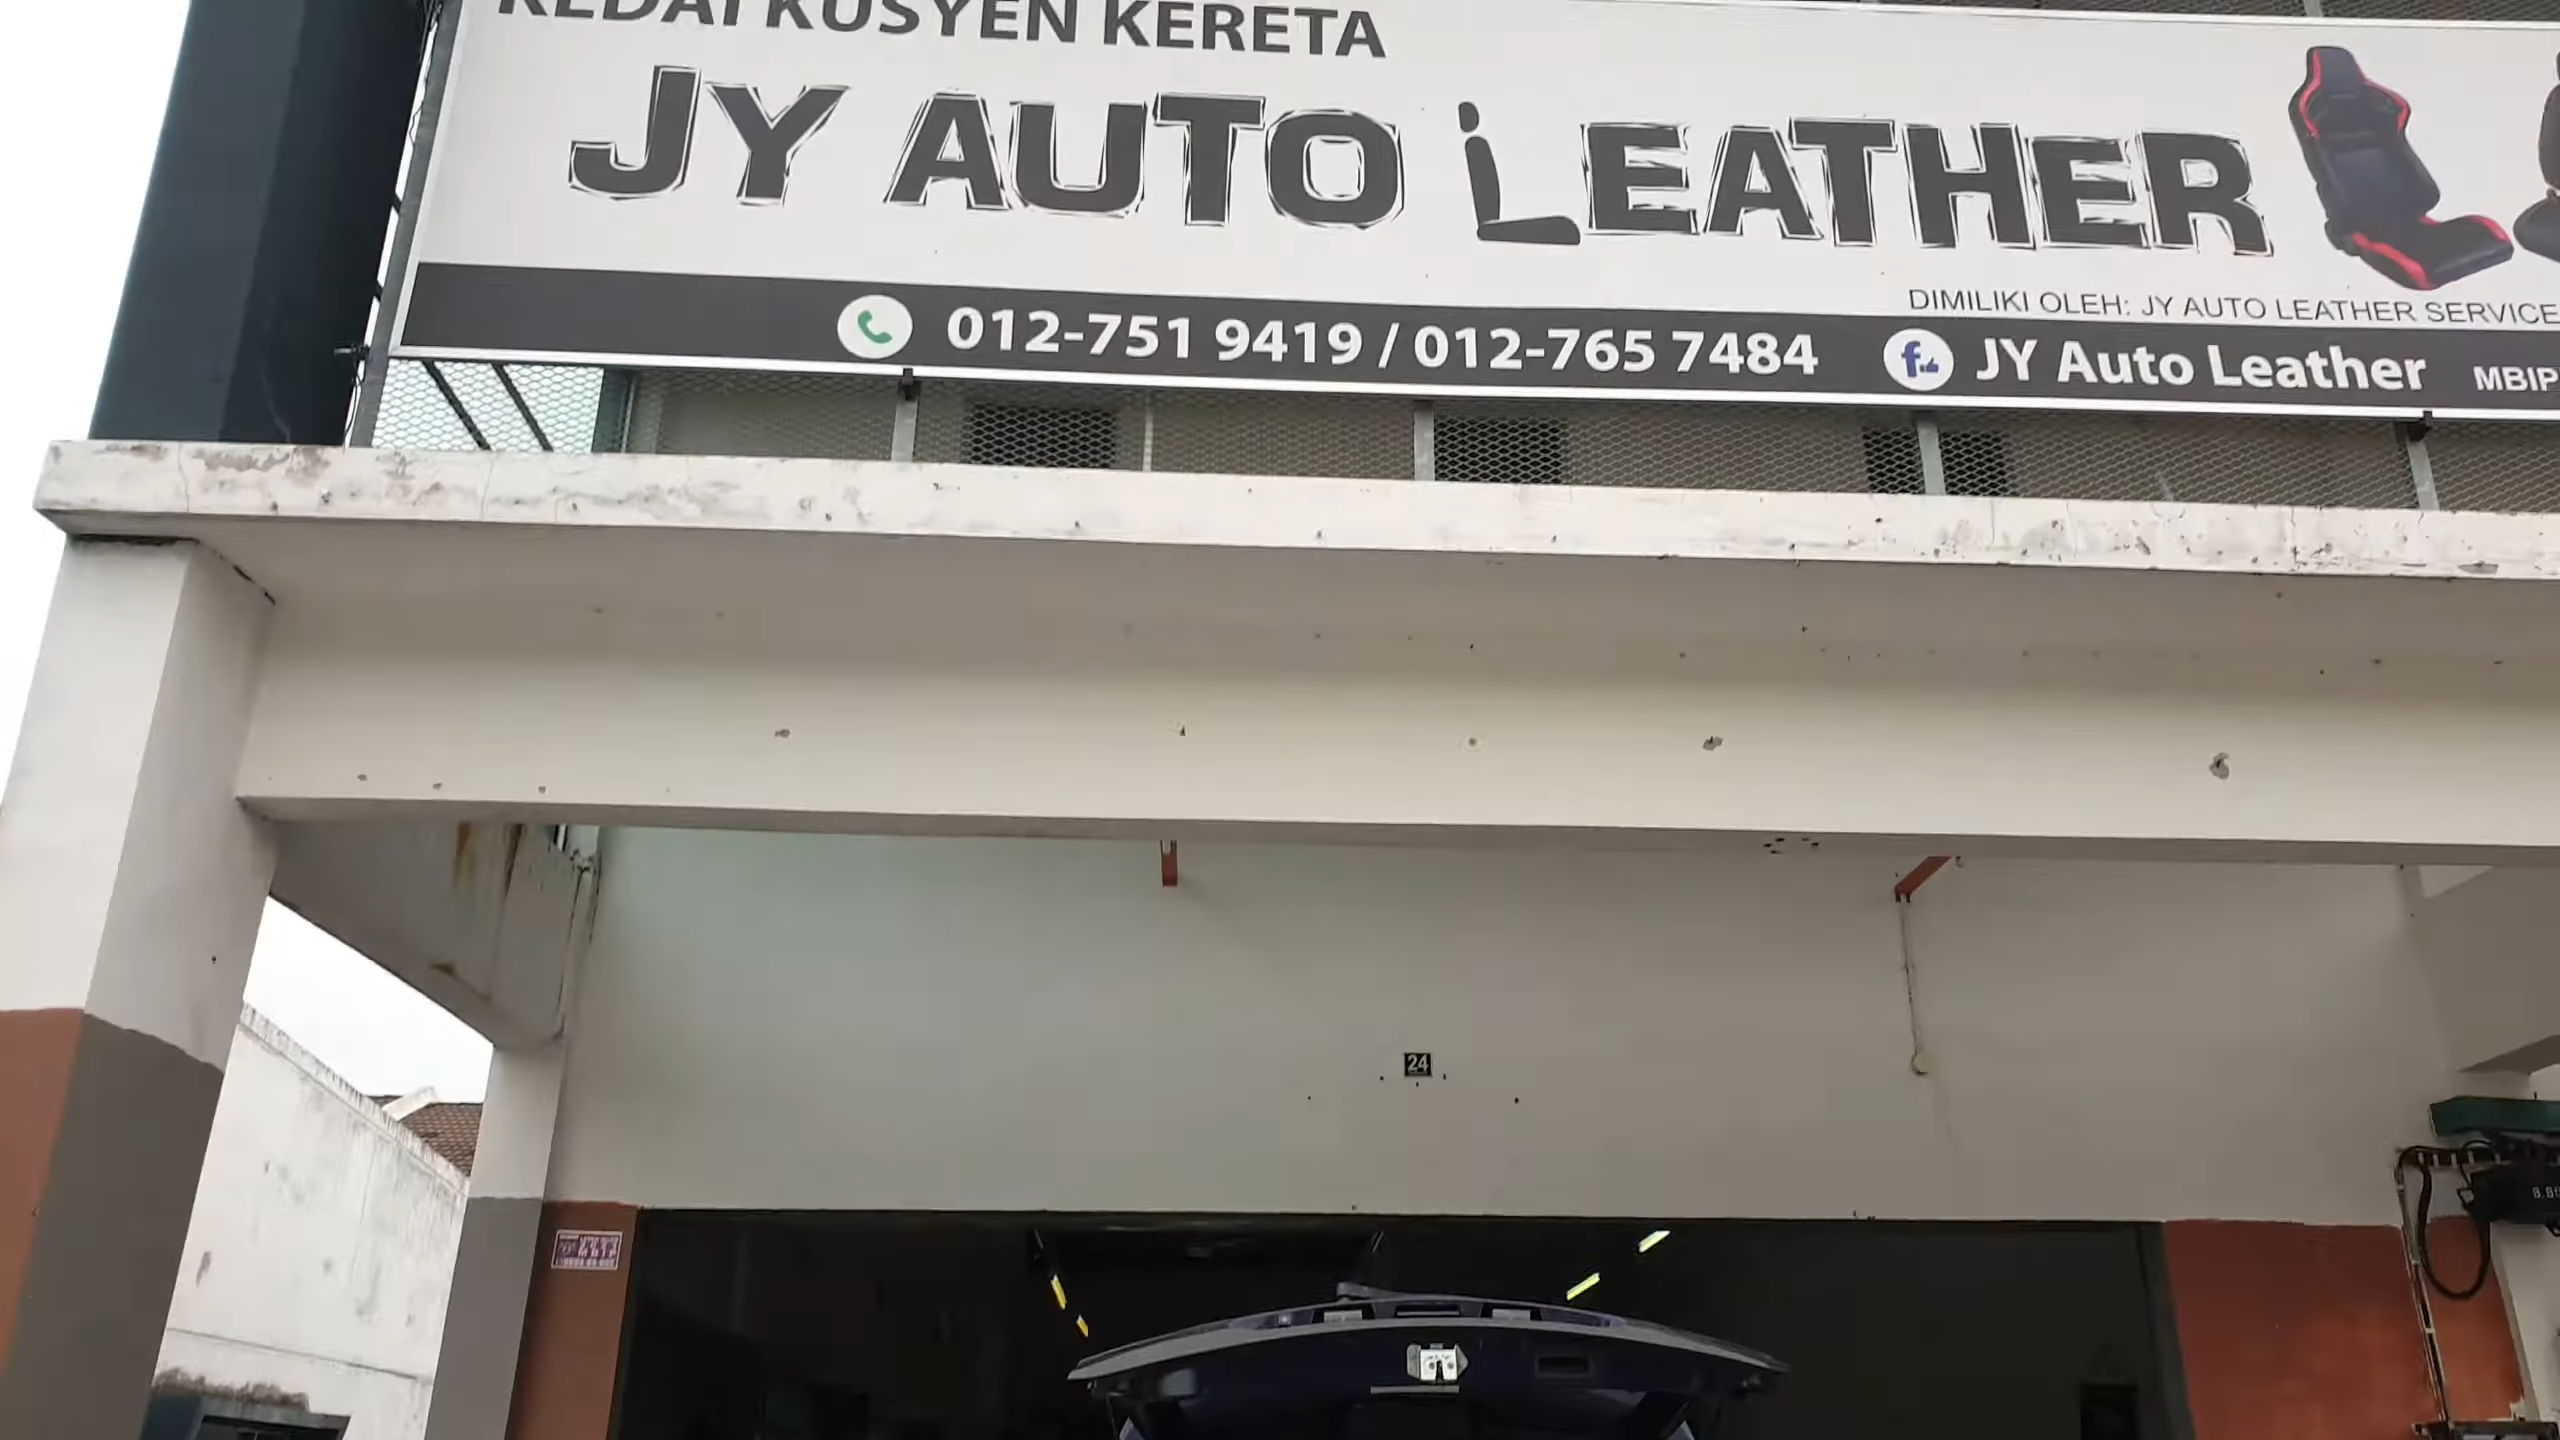 KEDAI KUSYEN KERETA
JY AUTO LEATHER
DIMILIKI OLEH: JY AUTO LEATHER SERVICE
012-751 9419 / 012-765 7484
JY Auto Leather
MBIP
24